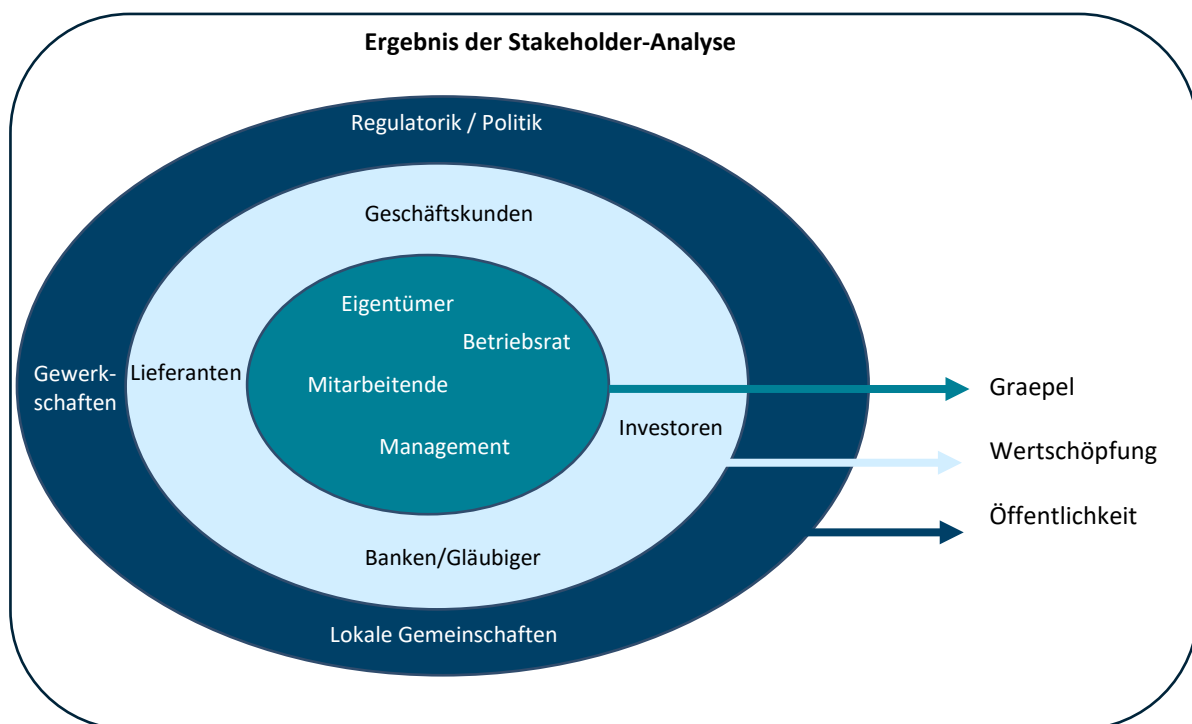 Ergebnis der Stakeholder-Analyse
Regulatorik / Politik
Geschäftskunden
Eigentümer
Betriebsrat
Gewerk-
schaften
Lieferanten
Mitarbeitende
Graepel
Investoren
Management
Wertschöpfung
Öffentlichkeit
Banken/Gläubiger
Lokale Gemeinschaften